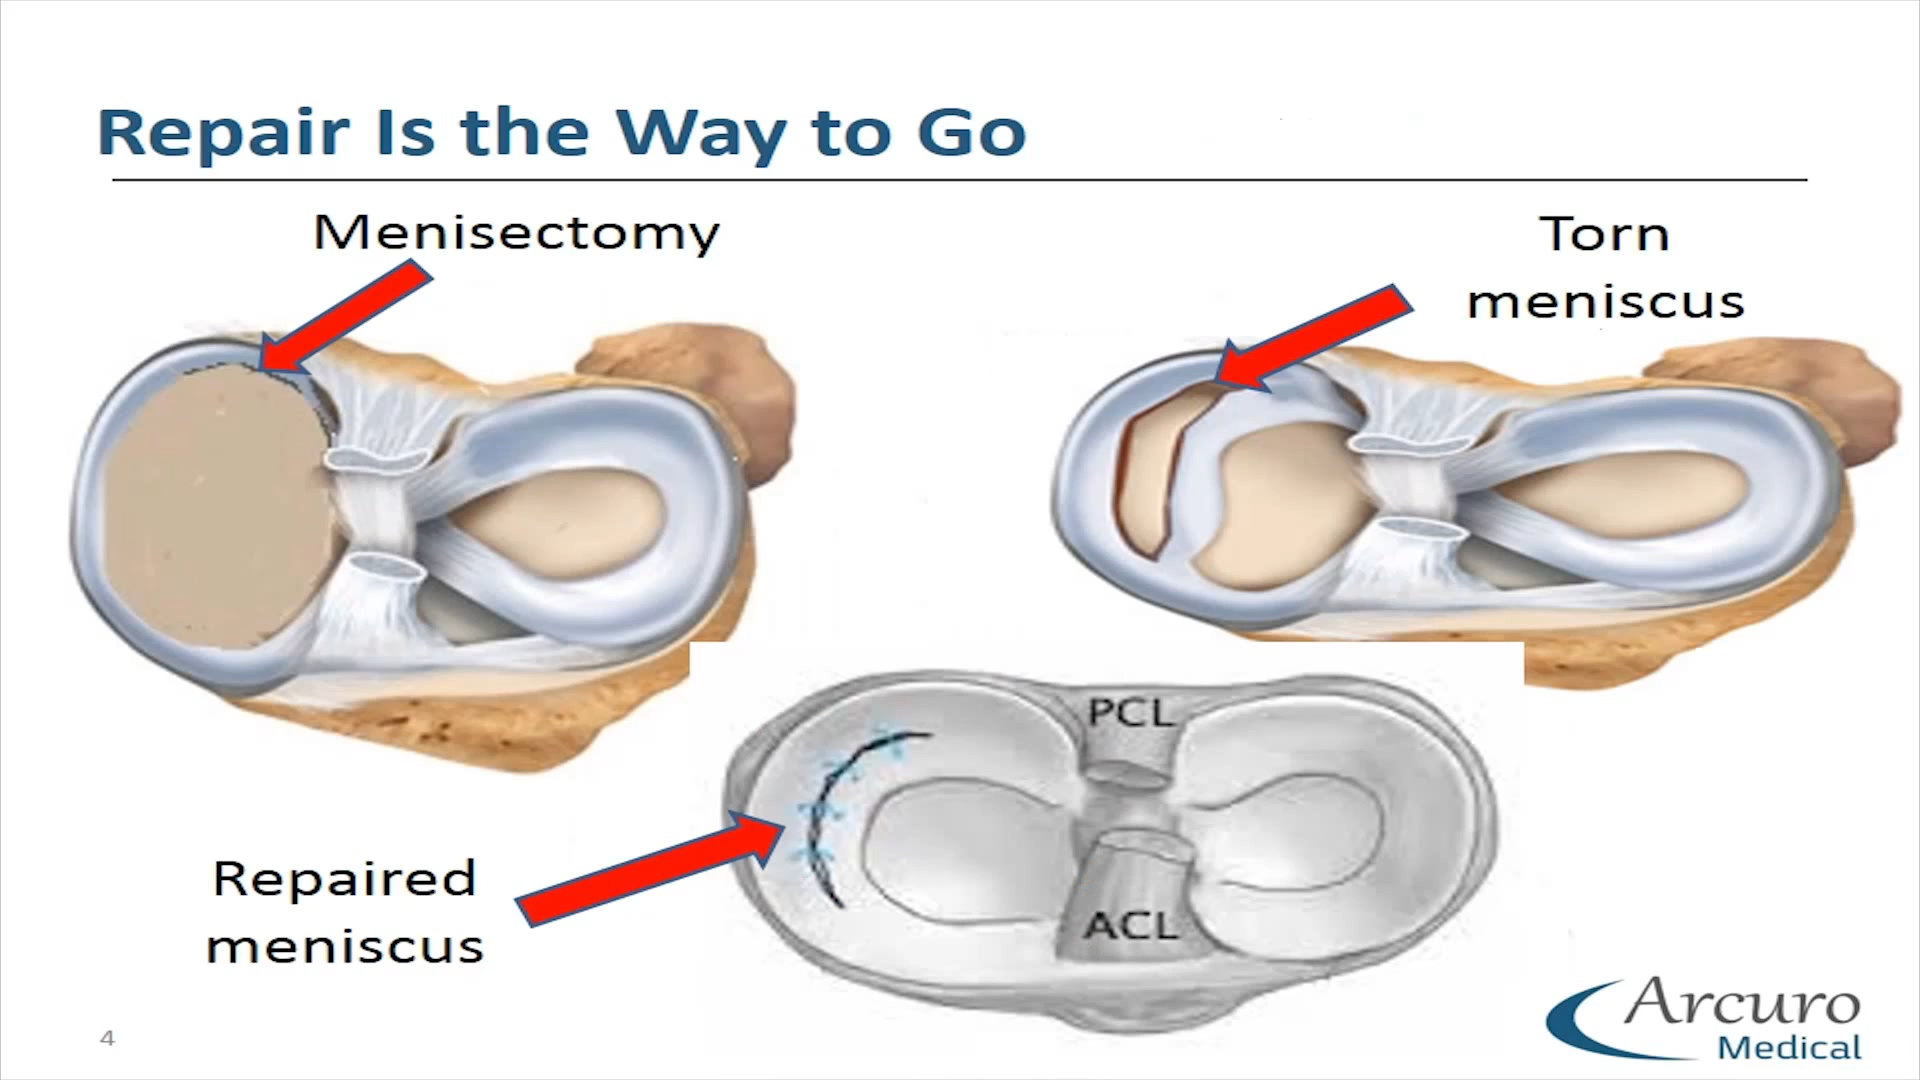 Repair Is the Way to Go
Menisectomy
Torn
meniscus
PCL
ACL
Repaired
meniscus
4
Arcuro
Medical